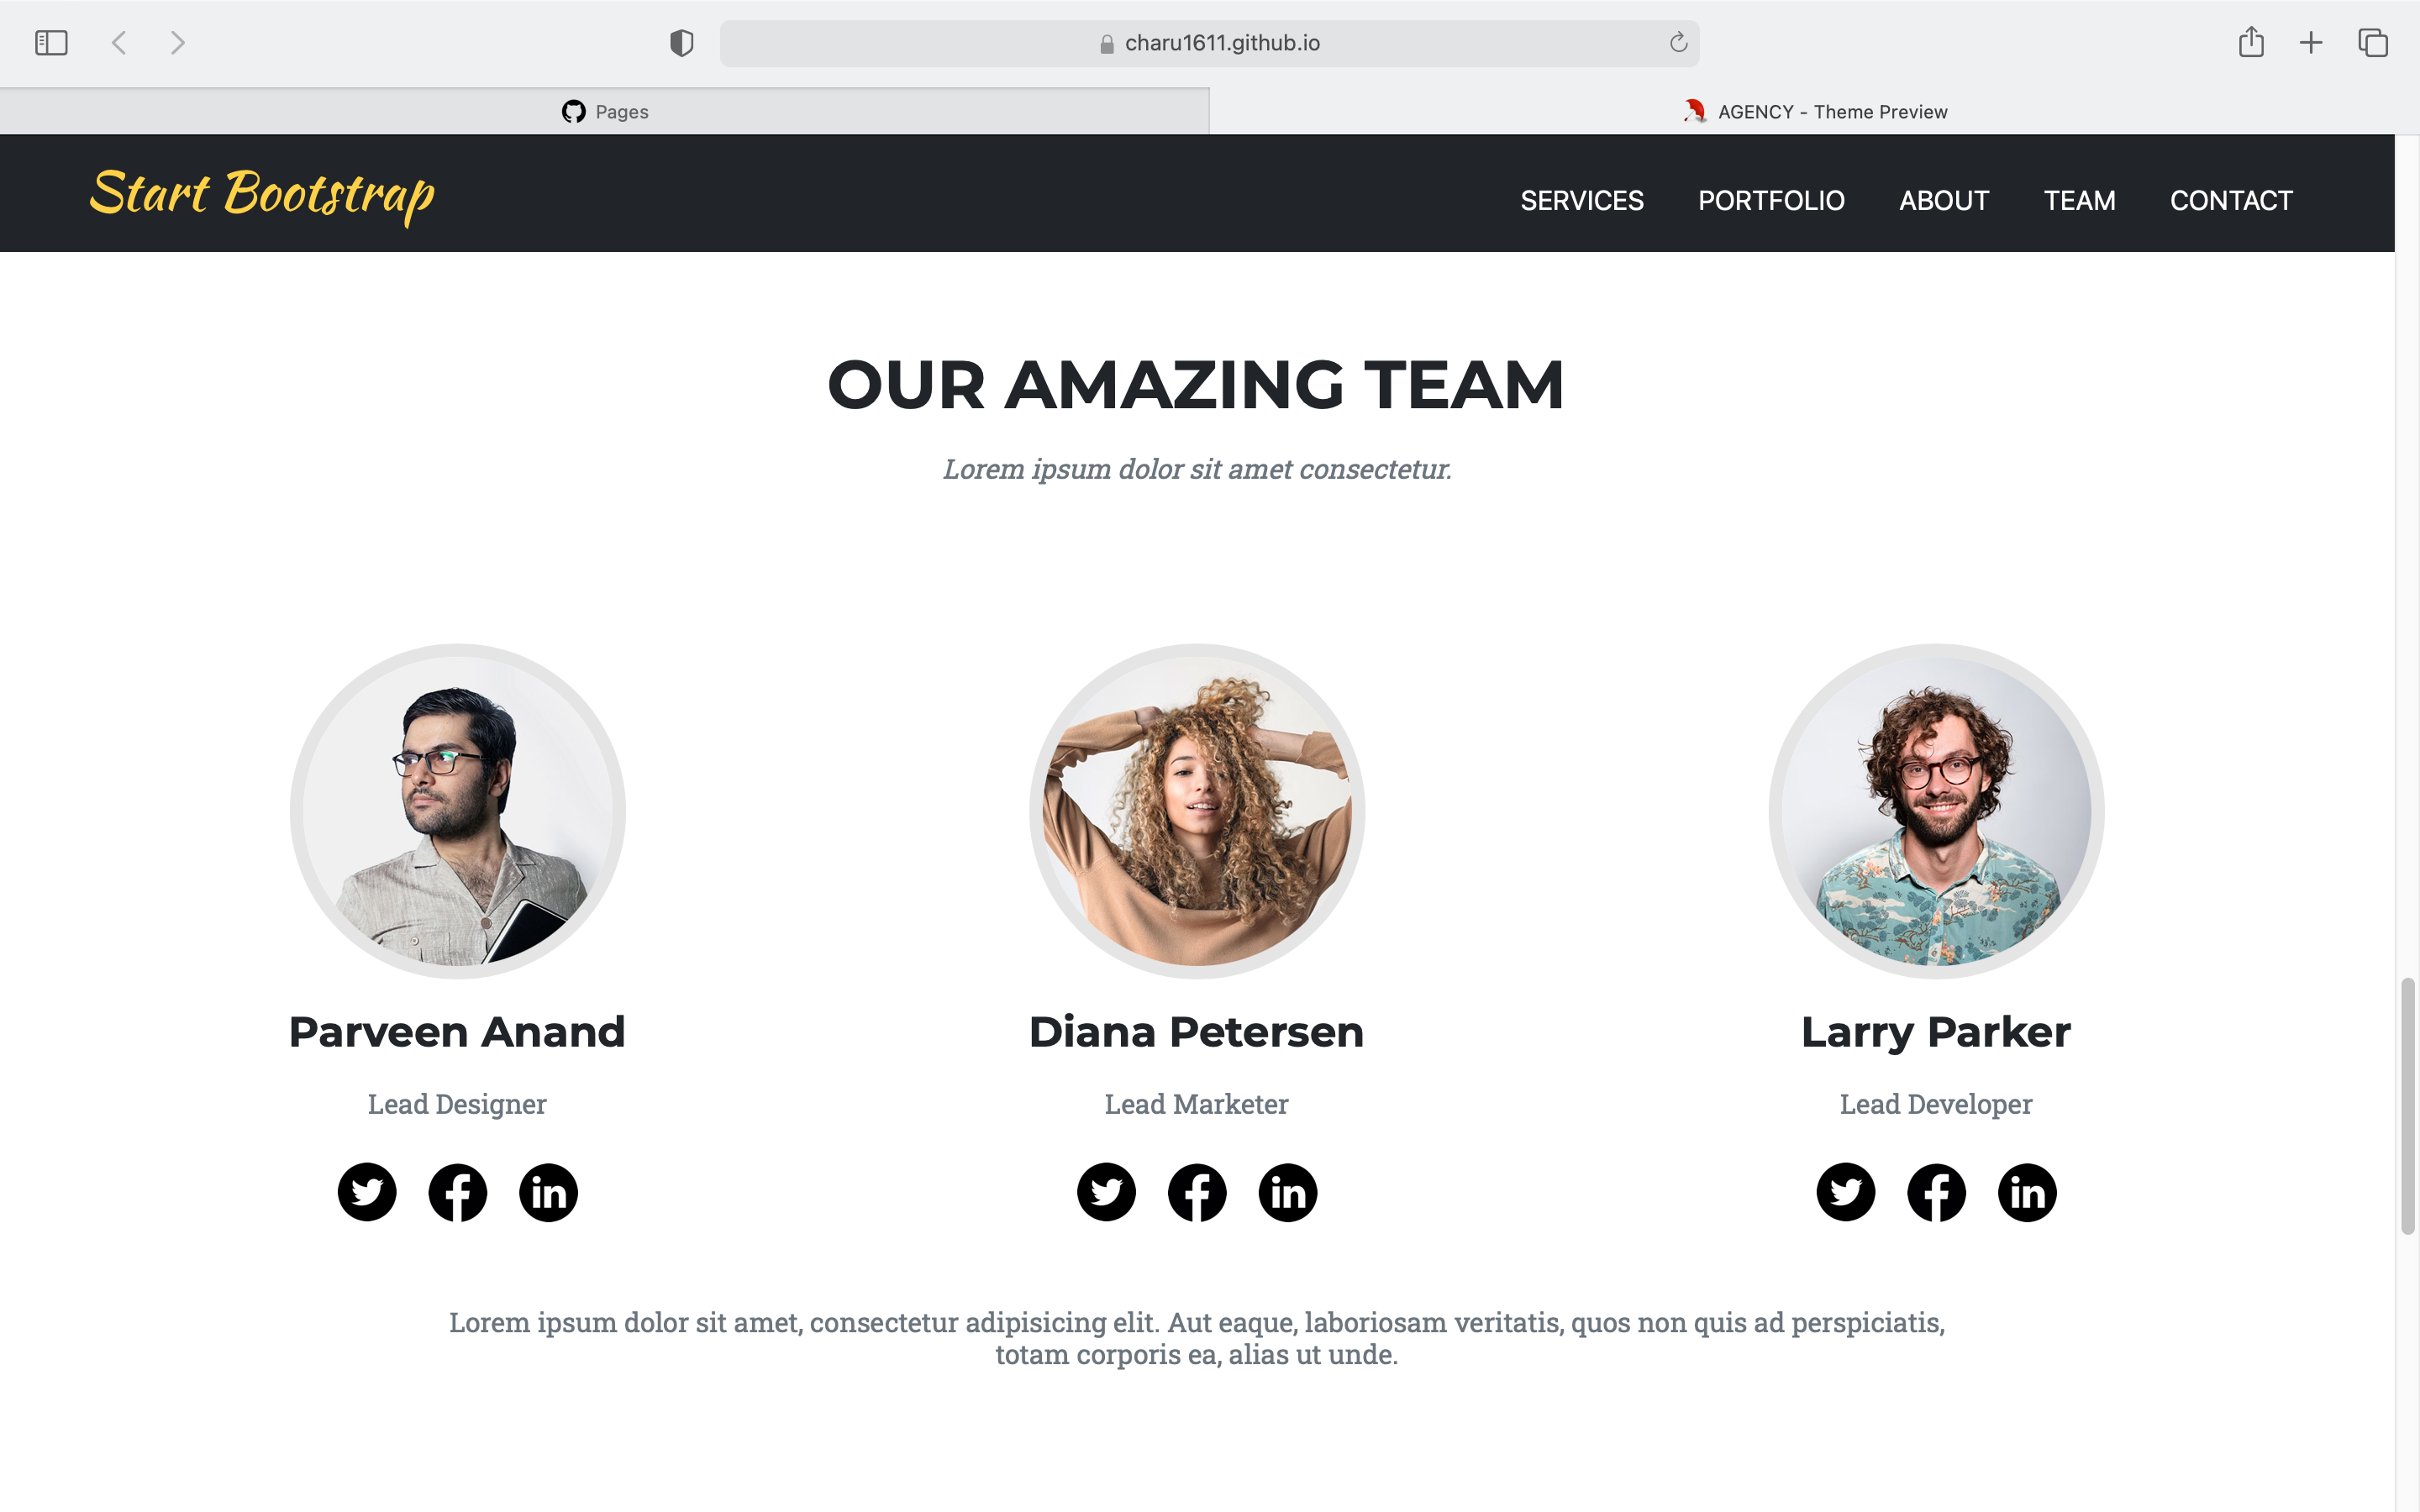 charu1611.github.io
Pages
AGENCY - Theme Preview
Start Bootstrap
SERVICES PORTFOLIO ABOUT TEAM CONTACT
OUR AMAZING TEAM
Lorem ipsum dolor sit amet consectetur.
Parveen Anand
Lead Designer
Diana Petersen
Lead Marketer
Larry Parker
Lead Developer
Lorem ipsum dolor sit amet, consectetur adipisicing elit. Aut eaque, laboriosam veritatis, quos non quis ad perspiciatis,
totam corporis ea, alias ut unde.